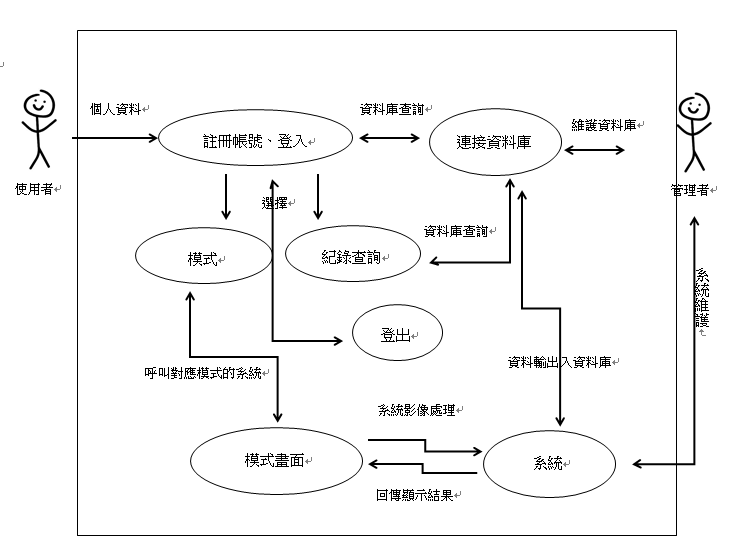 個人資料
資料庫查詢
維護資料庫
註冊帳號、登入
連接資料庫
使用者
管理者
選擇
資料庫查詢
模式
紀錄查詢
系統維護
登出
呼叫對應模式的系統
資料輸出入資料庫
系統影像處理
模式畫面
系統
回傳顯示結果